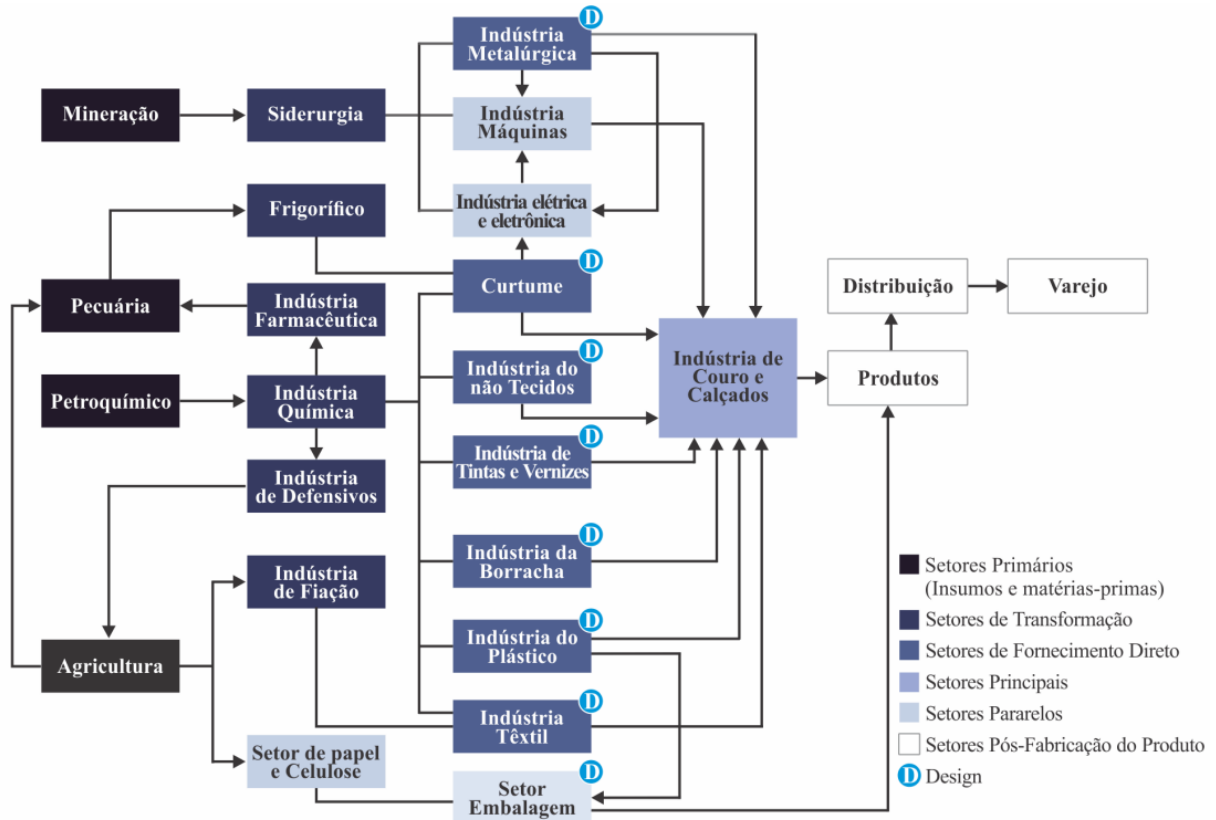 D
Indústria
Metalúrgica
Mineração
Siderurgia
Indústria
Máquinas
Frigorífico
Indústria elétrica
e eletrônica
D
Curtume
Pecuária
Indústria
Farmacêutica
Distribuição
Varejo
D
Indústria do
não Tecidos
Indústria de
Couro e
Calçados
Produtos
Petroquímico
Indústria
Química
D
Indústria de
Tintas e Vernizes
Indústria
de Defensivos
D
Indústria da
Borracha
Indústria
de Fiação
D
Indústria do
Plástico
Agricultura
D
Indústria
Têxtil
Setor de papel
e Celulose
D
Setor
Embalagem
Setores Primários
(Insumos e matérias-primas)
Setores de Transformação
Setores de Fornecimento Direto
Setores Principais
Setores Pararelos
Setores Pós-Fabricação do Produto
D Design